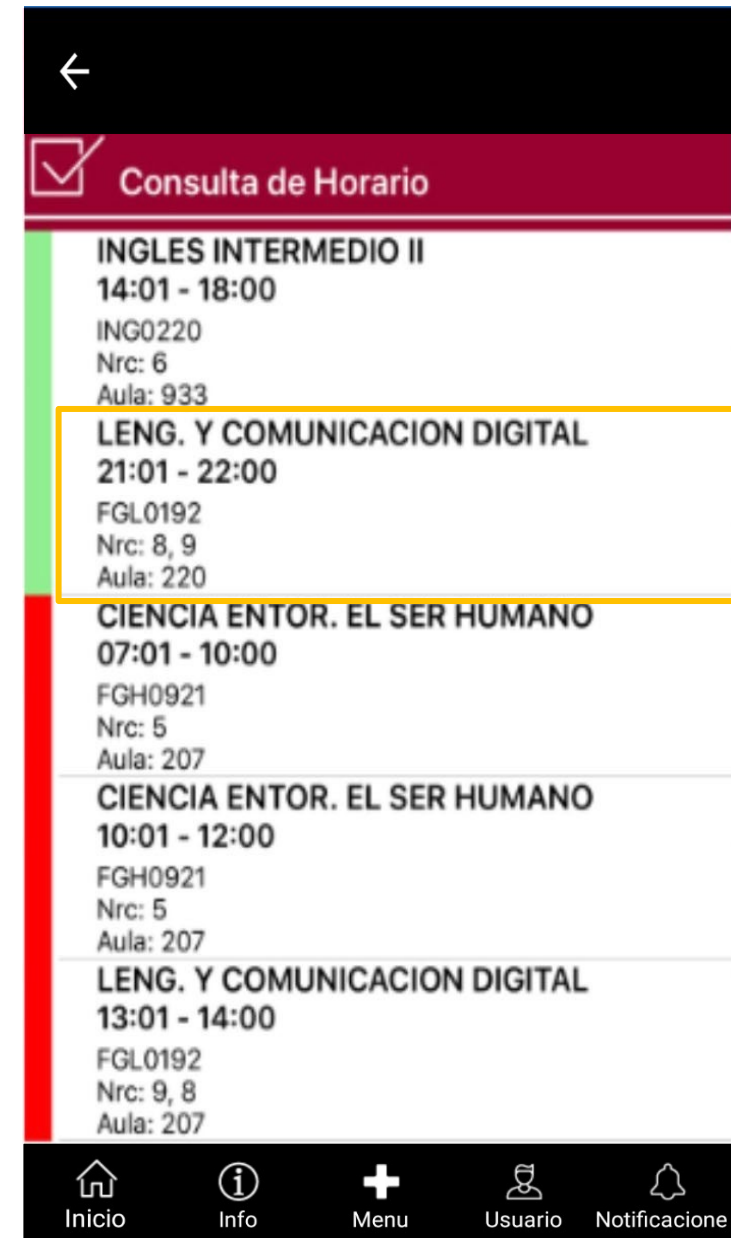 Consulta de Horario
INGLES INTERMEDIO II
14:01 - 18:00
ING0220
Nrc: 6
Aula: 933
LENG. Y COMUNICACION DIGITAL
21:01 - 22:00
FGL0192
Nrc: 8, 9
Aula: 220
CIENCIA ENTOR. EL SER HUMANO
07:01 - 10:00
FGH0921
Nrc: 5
Aula: 207
CIENCIA ENTOR. EL SER HUMANO
10:01 - 12:00
FGH0921
Nrc: 5
Aula: 207
LENG. Y COMUNICACION DIGITAL
13:01 - 14:00
FGL0192
Nrc: 9, 8
Aula: 207
Inicio Info Menu Usuario Notificacione